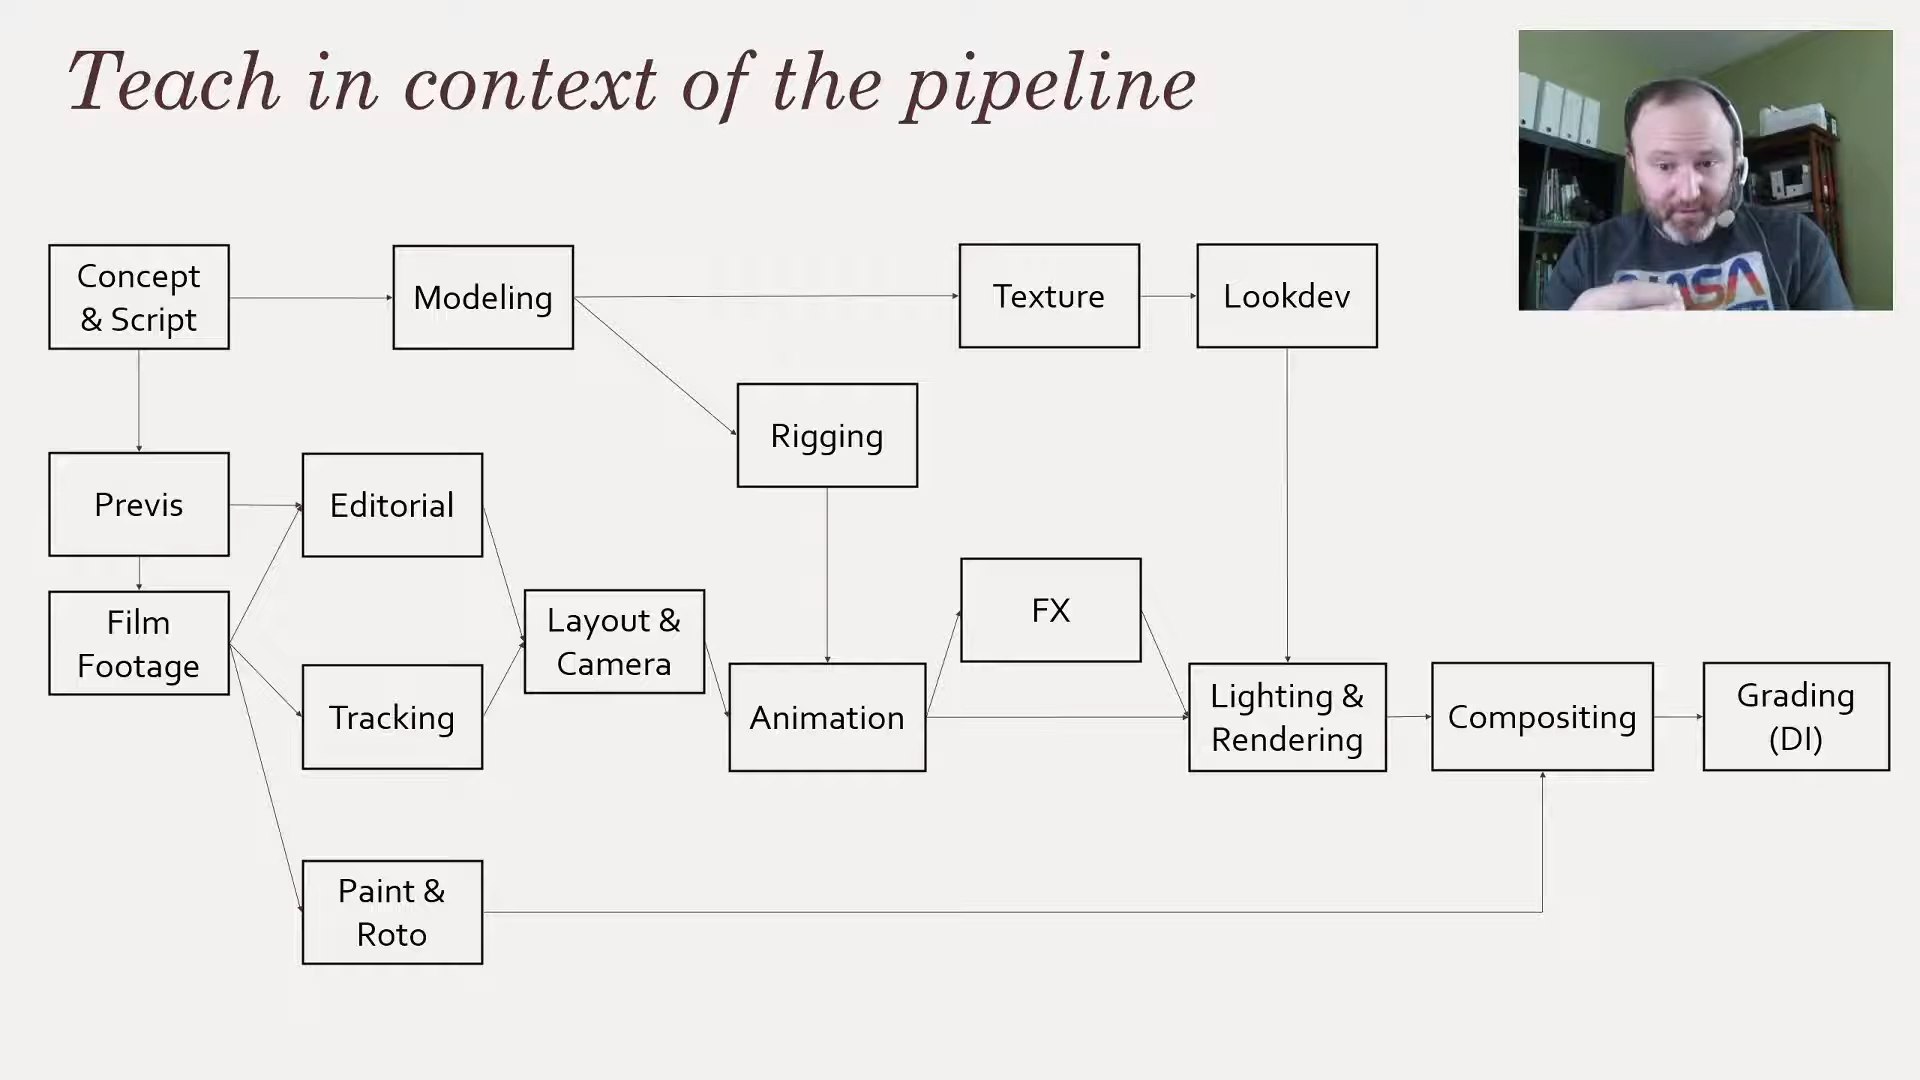 Teach in context of the pipeline
Concept
& Script
Modeling
Texture
Lookdev
Rigging
Previs
Editorial
Film
Footage
Tracking
Layout &
Camera
Animation
FX
Lighting &
Rendering
Compositing
Grading
(DI)
Paint &
Roto
NASA